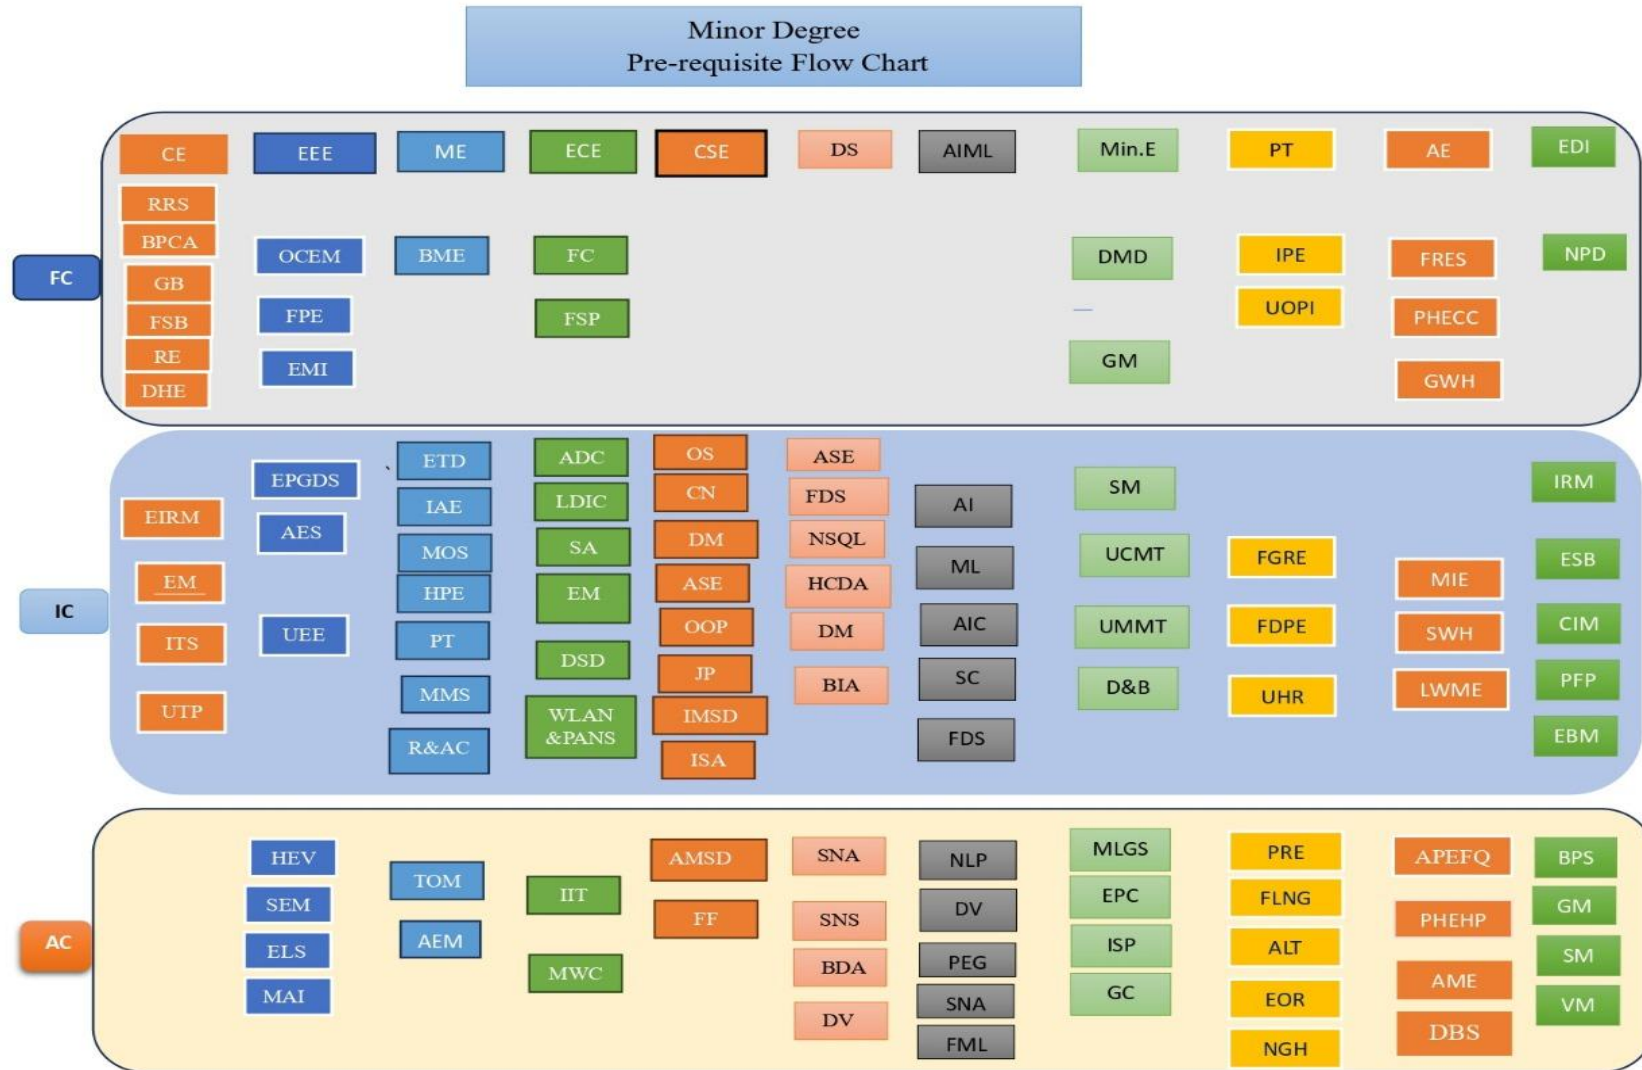 Minor Degree
Pre-requisite Flow Chart
CE EEE ME ECE CSE DS AIML Min.E PT AE EDI
RRS
BPCA OCEM BME FC DMD IPE FRES NPD
FC
GB
FSB FPE FSP — UOPI PHECC
RE EMI GM GWH
DHE
ETD ADC OS ASE
EPGDS SM IRM
IAE LDIC CN FDS AI
EIRM
AES MOS SA DM NSQL UCMT FGRE ESB
EM HPE EM ASE HCDA ML MIE
IC
ITS UEE PT OOP DM AIC UMMT FDPE SWH CIM
DSD JP BIA SC D&B UHR LWME PFP
UTP MMS WLAN IMSD
&PANS
R&AC ISA FDS EBM
HEV AMSD SNA NLP MLGS PRE APEFQ BPS
TOM
SEM IIT FF SNS DV EPC FLNG PHEHP GM
AC
ELS AEM MWC BDA PEG ISP ALT SM
MAI SNA GC EOR AME VM
DV FML NGH DBS